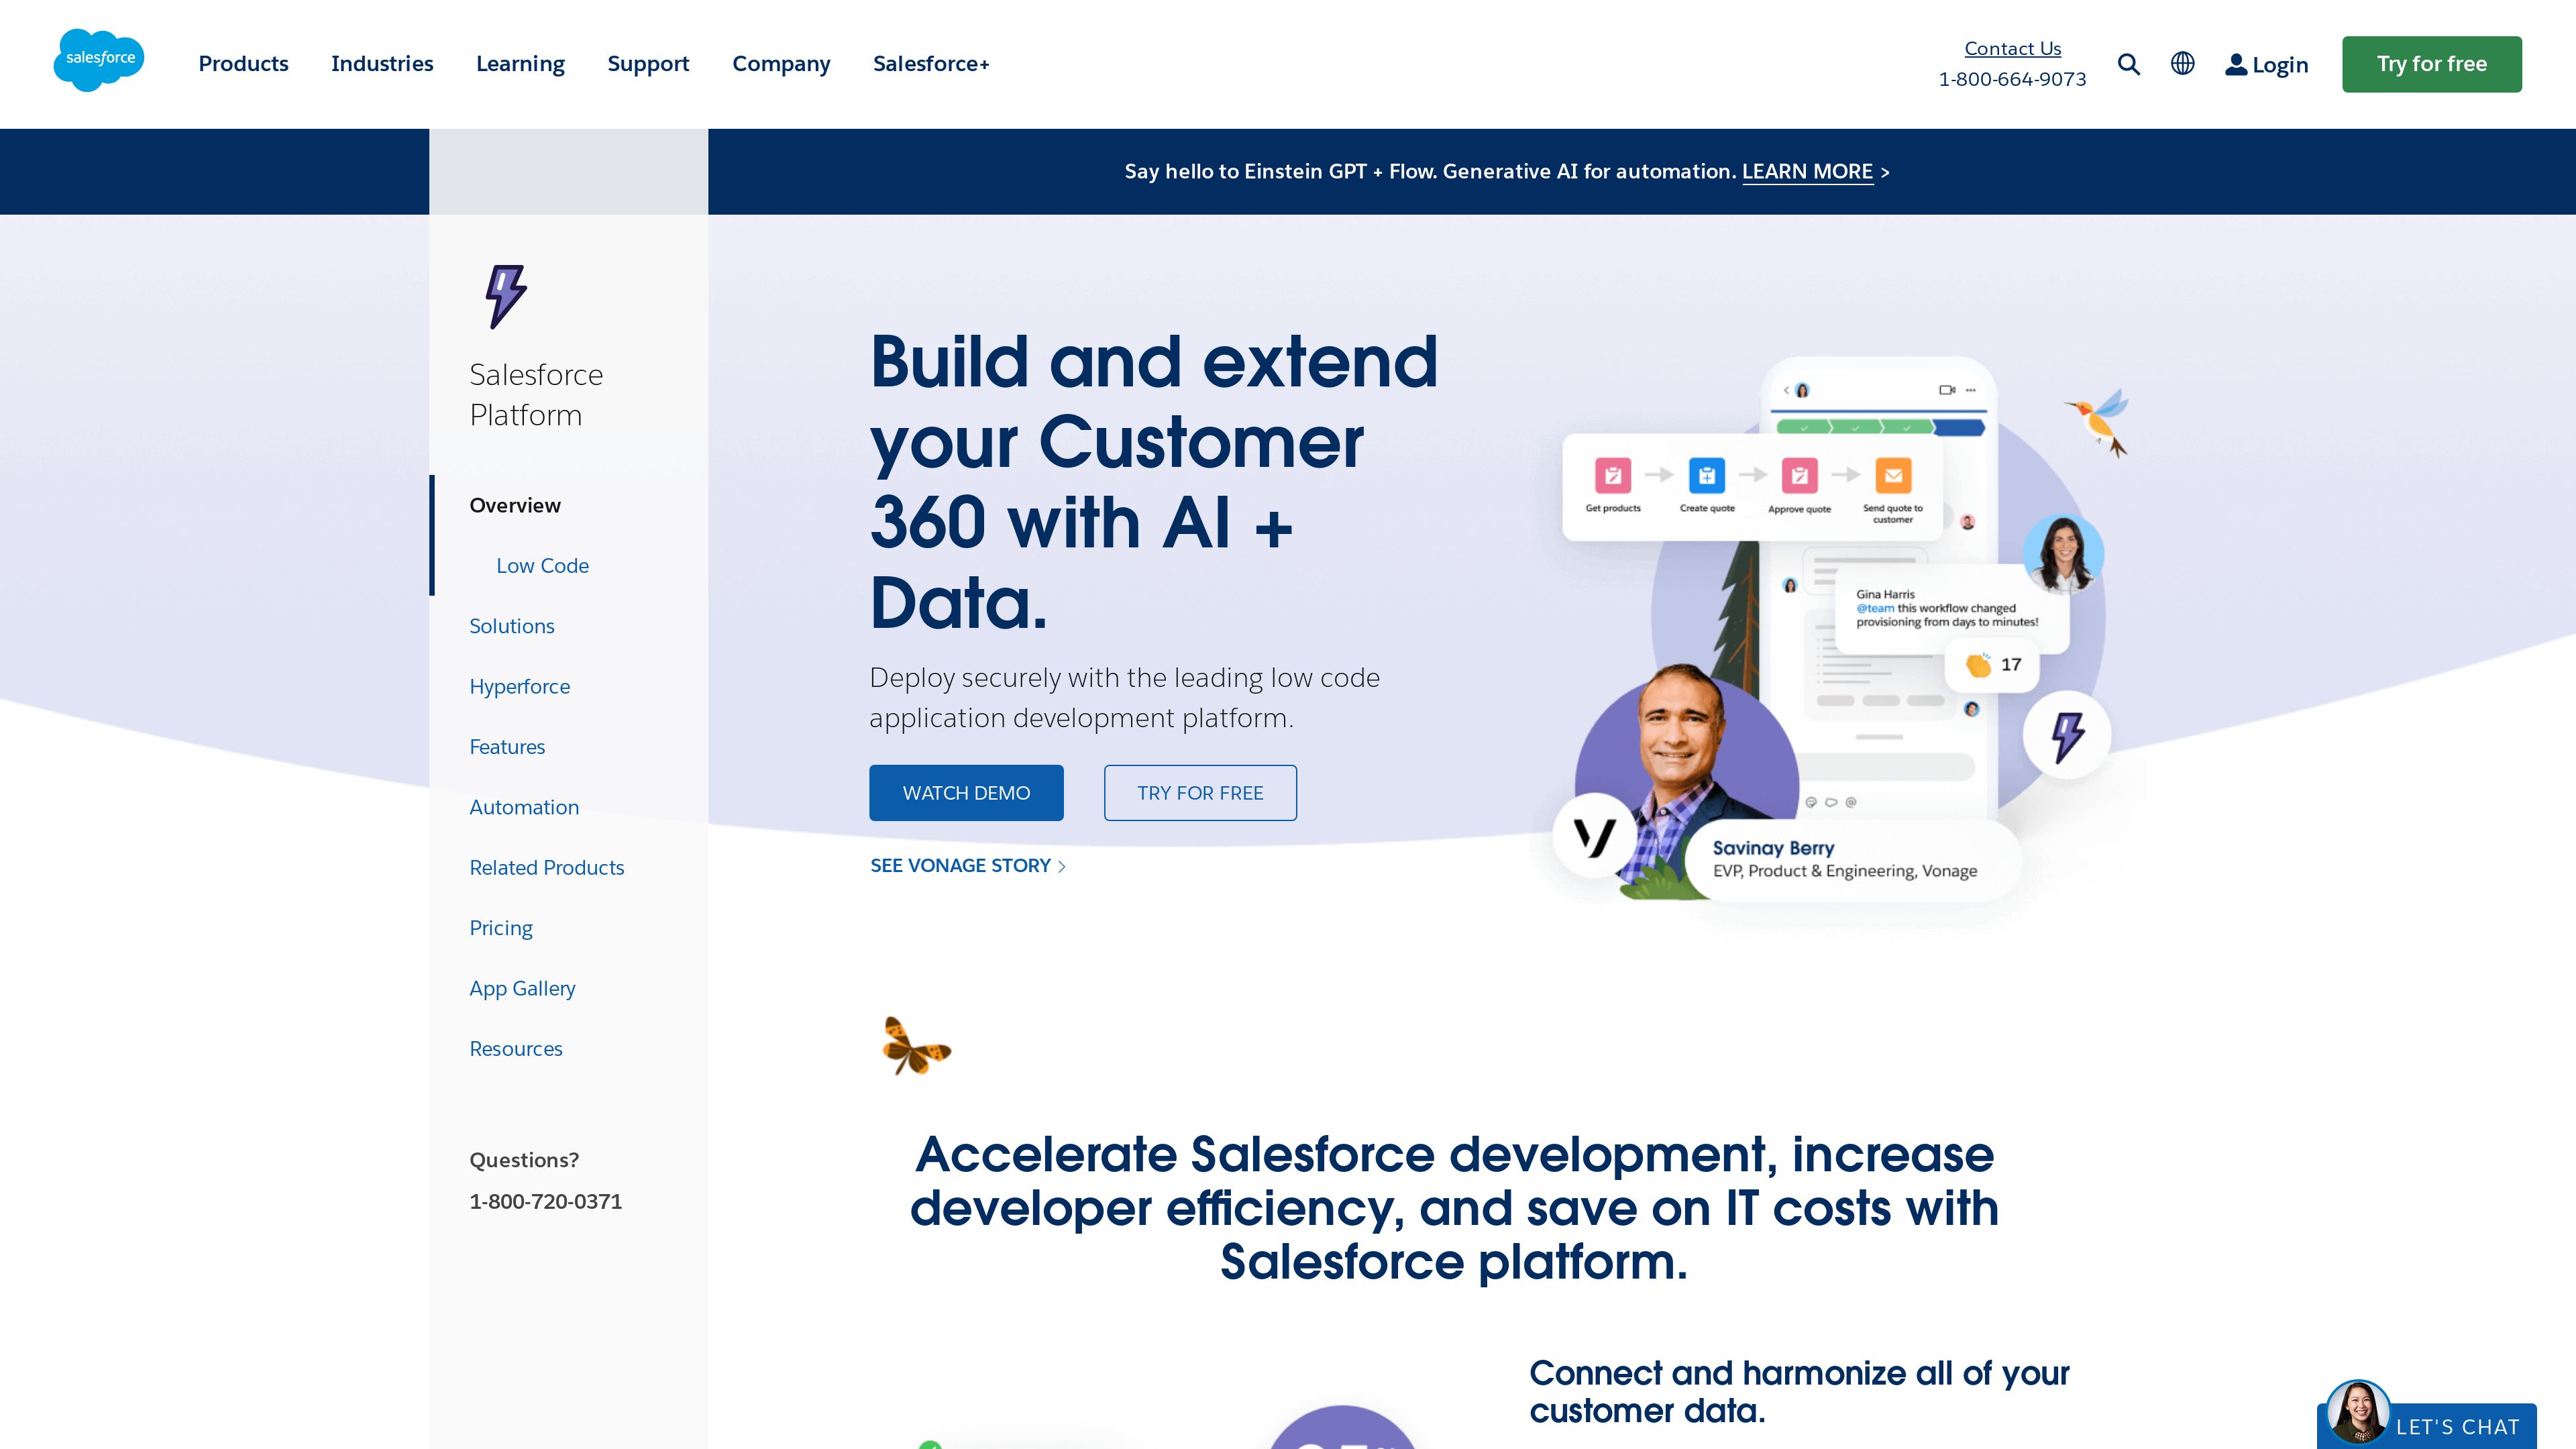 salesforce
Products
Industries
Learning
Support
Company
Salesforce+
Contact Us
1-800-664-9073
Login
Try for free
Say hello to Einstein GPT + Flow. Generative AI for automation. LEARN MORE >
Salesforce
Platform
Overview
Low Code
Solutions
Hyperforce
Features
Automation
Related Products
Pricing
App Gallery
Resources
Questions?
1-800-720-0371
Build and extend
your Customer
360 with AI +
Data.
Deploy securely with the leading low code
application development platform.
WATCH DEMO
TRY FOR FREE
SEE VONAGE STORY
Get products
Create quote
Approve quote
Send quote to
customer
Gina Harris
@team this workflow changed
provisioning from days to minutes!
17
Savinay Berry
EVP, Product & Engineering, Vonage
Accelerate Salesforce development, increase
developer efficiency, and save on IT costs with
Salesforce platform.
Connect and harmonize all of your
customer data.
LET'S CHAT